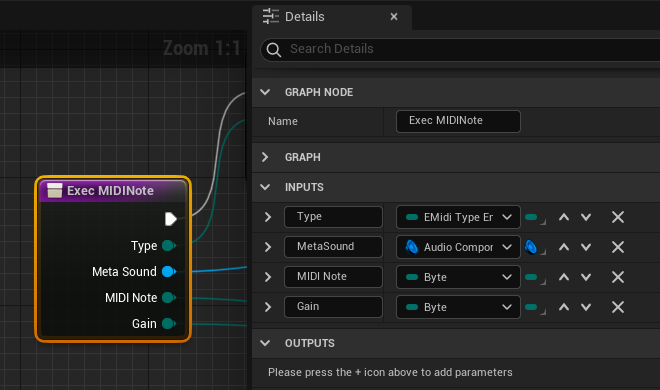 Zoom 1:1
Exec MIDINote
Type
Meta Sound
MIDI Note
Gain
Details
Search Details
GRAPH NODE
Name Exec MIDINote
GRAPH
INPUTS
Type EMidi Type Er
MetaSound Audio Compor
MIDI Note Byte
Gain Byte
OUTPUTS
Please press the + icon above to add parameters